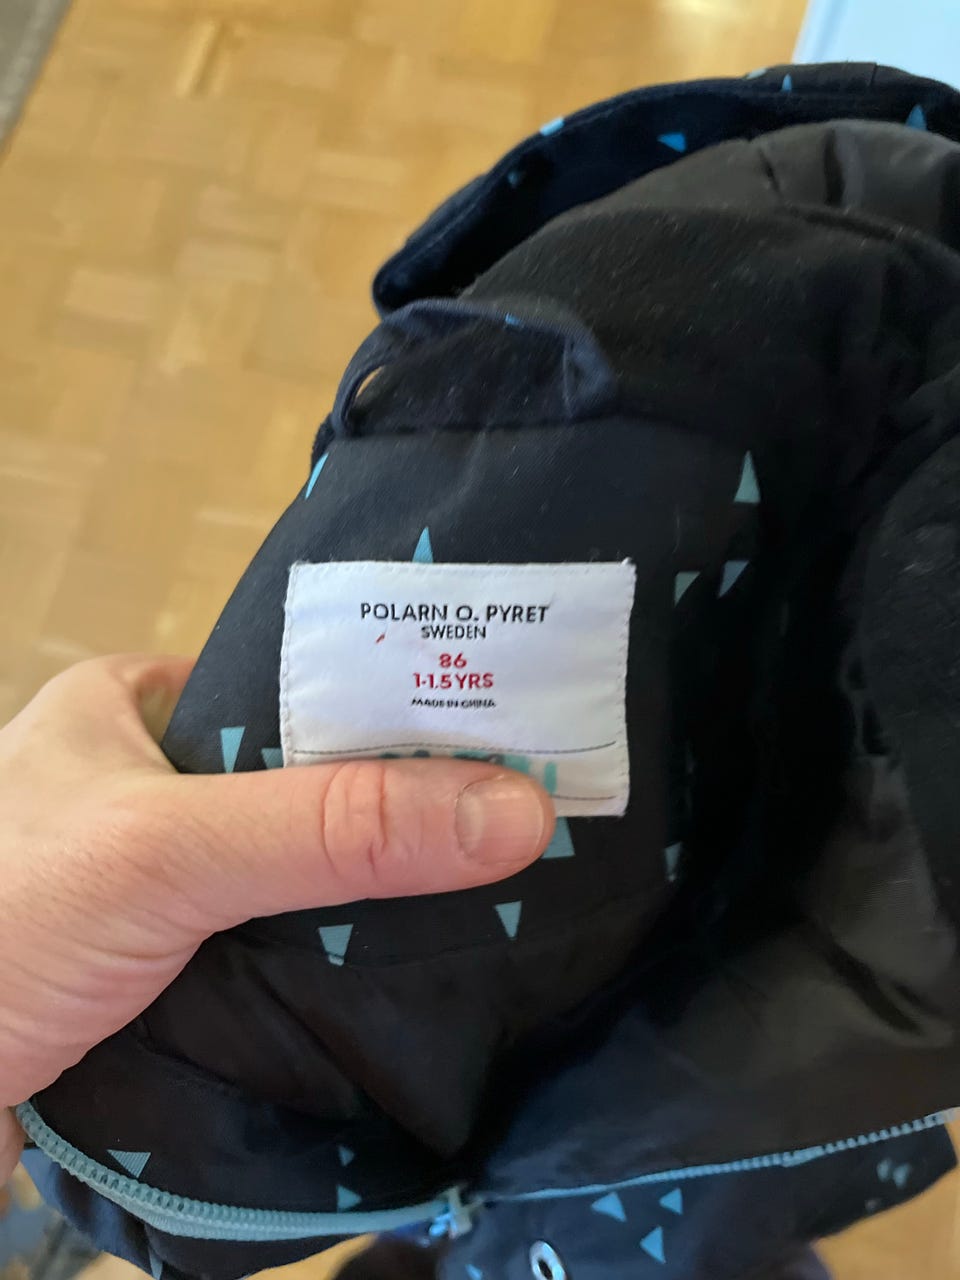 POLARN O. PYRET
SWEDEN
86
1-1.5 YRS
MADE IN CHINA